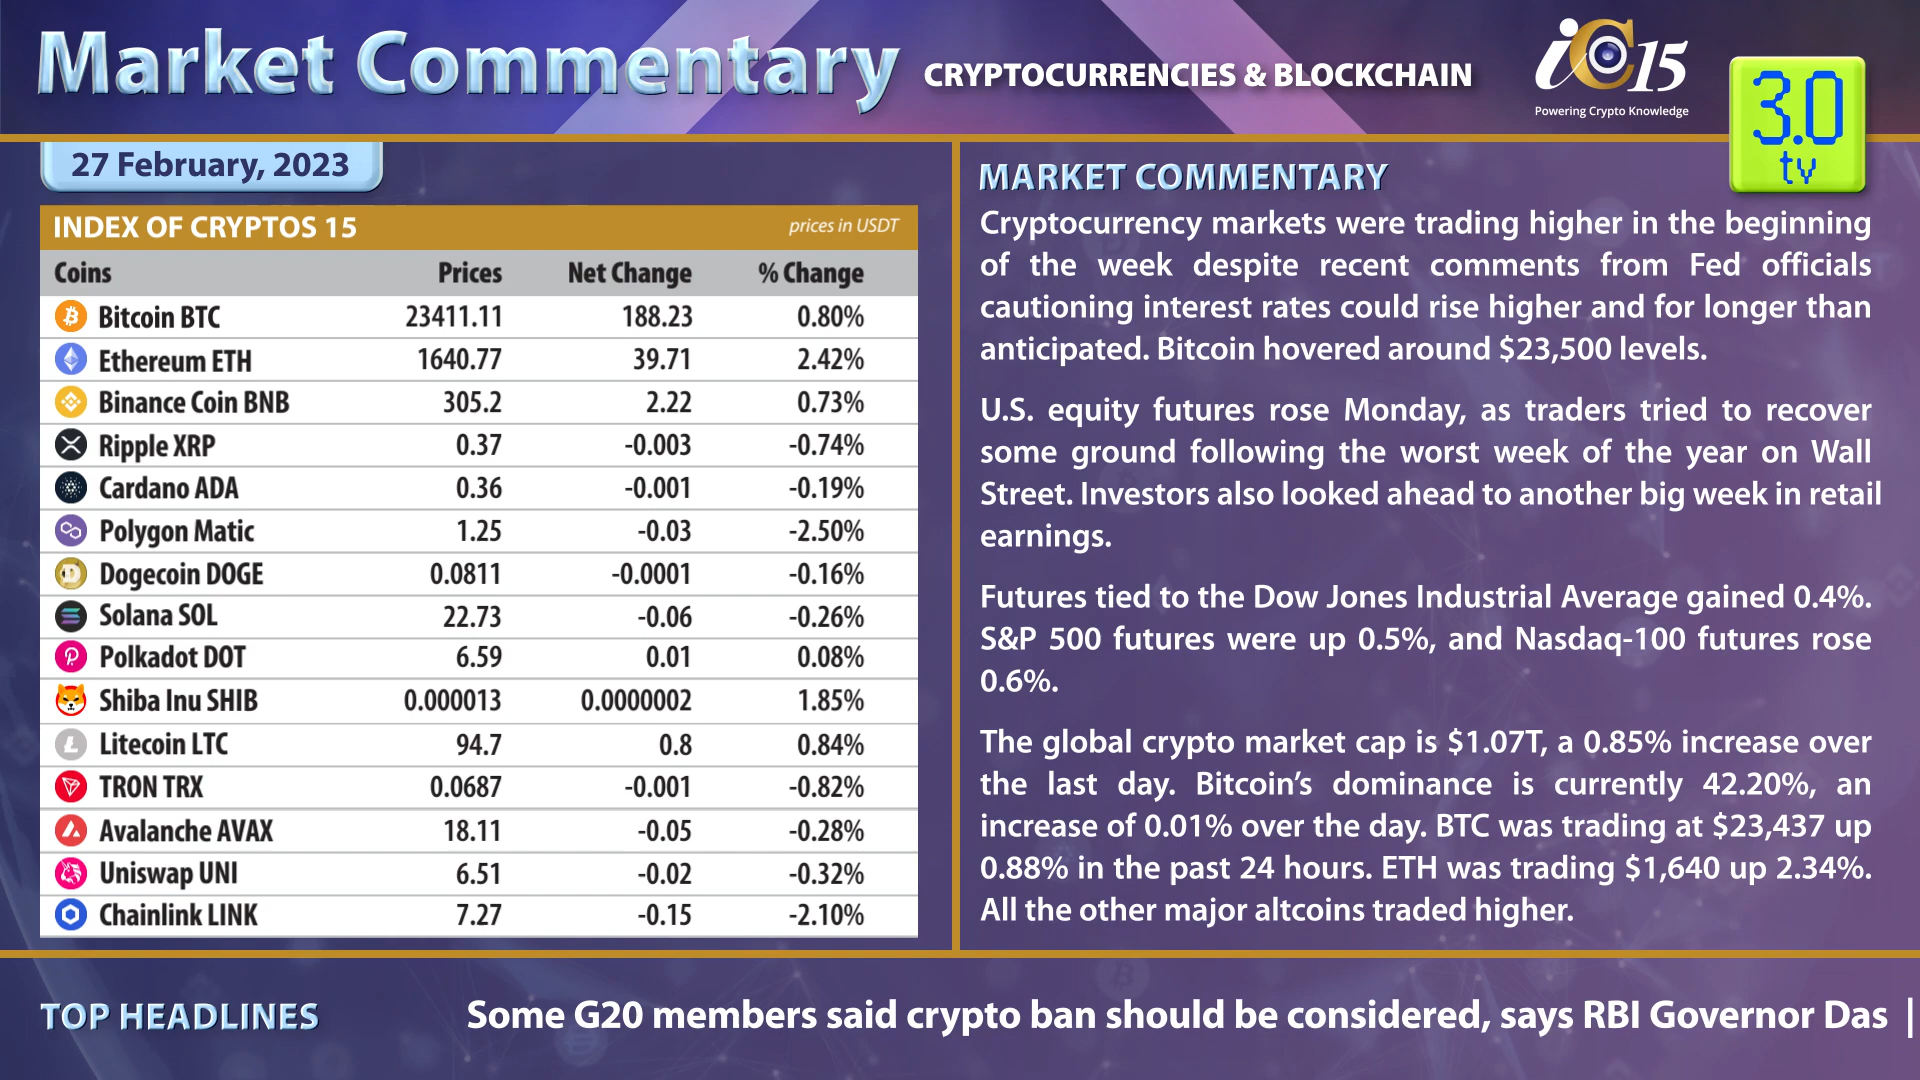 Market Commentary
CRYPTOCURRENCIES & BLOCKCHAIN
iC15
Powering Crypto Knowledge
3.0
tv
27 February, 2023
INDEX OF CRYPTOS 15 prices in USDT
Coins Prices Net Change % Change
Bitcoin BTC 23411.11 188.23 0.80%
Ethereum ETH 1640.77 39.71 2.42%
Binance Coin BNB 305.2 2.22 0.73%
Ripple XRP 0.37 -0.003 -0.74%
Cardano ADA 0.36 -0.001 -0.19%
Polygon Matic 1.25 -0.03 -2.50%
Dogecoin DOGE 0.0811 -0.0001 -0.16%
Solana SOL 22.73 -0.06 -0.26%
Polkadot DOT 6.59 0.01 0.08%
Shiba Inu SHIB 0.000013 0.0000002 1.85%
Litecoin LTC 94.7 0.8 0.84%
TRON TRX 0.0687 -0.001 -0.82%
Avalanche AVAX 18.11 -0.05 -0.28%
Uniswap UNI 6.51 -0.02 -0.32%
Chainlink LINK 7.27 -0.15 -2.10%
MARKET COMMENTARY
Cryptocurrency markets were trading higher in the beginning
of the week despite recent comments from Fed officials
cautioning interest rates could rise higher and for longer than
anticipated. Bitcoin hovered around $23,500 levels.
U.S. equity futures rose Monday, as traders tried to recover
some ground following the worst week of the year on Wall
Street. Investors also looked ahead to another big week in retail
earnings.
Futures tied to the Dow Jones Industrial Average gained 0.4%.
S&P 500 futures were up 0.5%, and Nasdaq-100 futures rose
0.6%.
The global crypto market cap is $1.07T, a 0.85% increase over
the last day. Bitcoin’s dominance is currently 42.20%, an
increase of 0.01% over the day. BTC was trading at $23,437 up
0.88% in the past 24 hours. ETH was trading $1,640 up 2.34%.
All the other major altcoins traded higher.
TOP HEADLINES
Some G20 members said crypto ban should be considered, says RBI Governor Das |